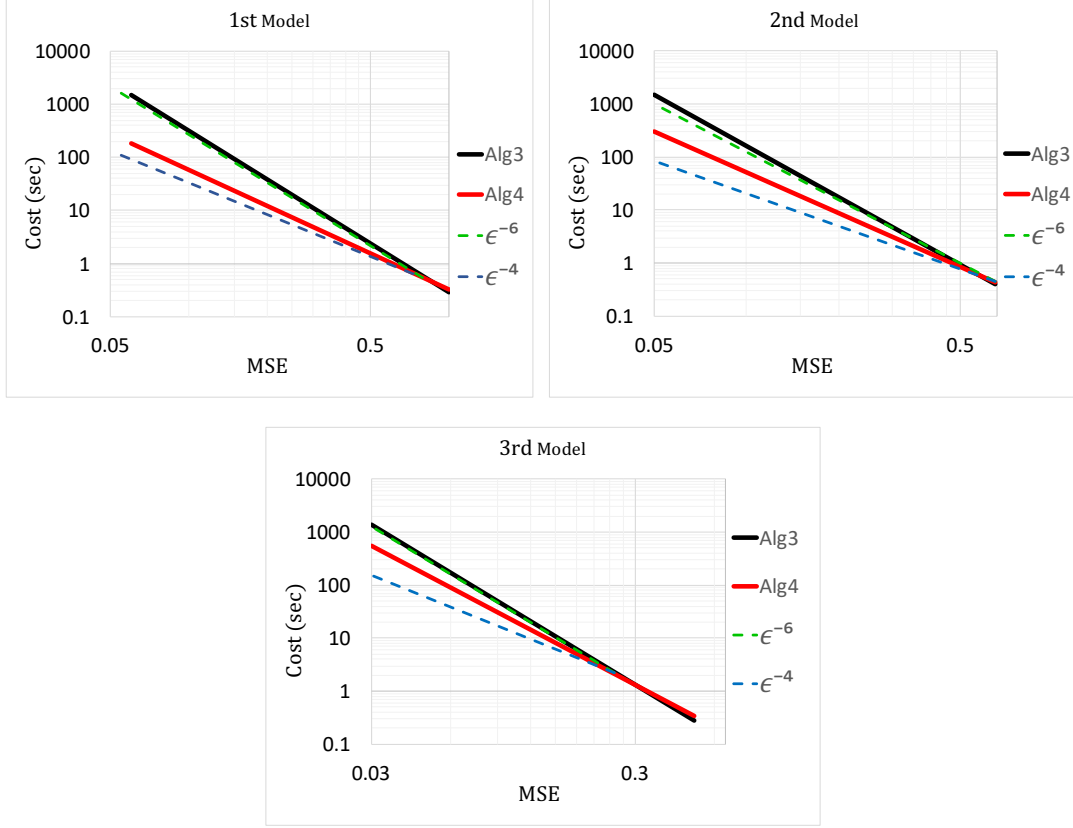 1st Model
10000
1000
100
10
1
0.1
Cost (sec)
0.05
0.5
MSE
Alg3
Alg4
ϵ⁻⁶
ϵ⁻⁴
2nd Model
10000
1000
100
10
1
0.1
Cost (sec)
0.05
0.5
MSE
Alg3
Alg4
ϵ⁻⁶
ϵ⁻⁴
3rd Model
10000
1000
100
10
1
0.1
Cost (sec)
0.03
0.3
MSE
Alg3
Alg4
ϵ⁻⁶
ϵ⁻⁴